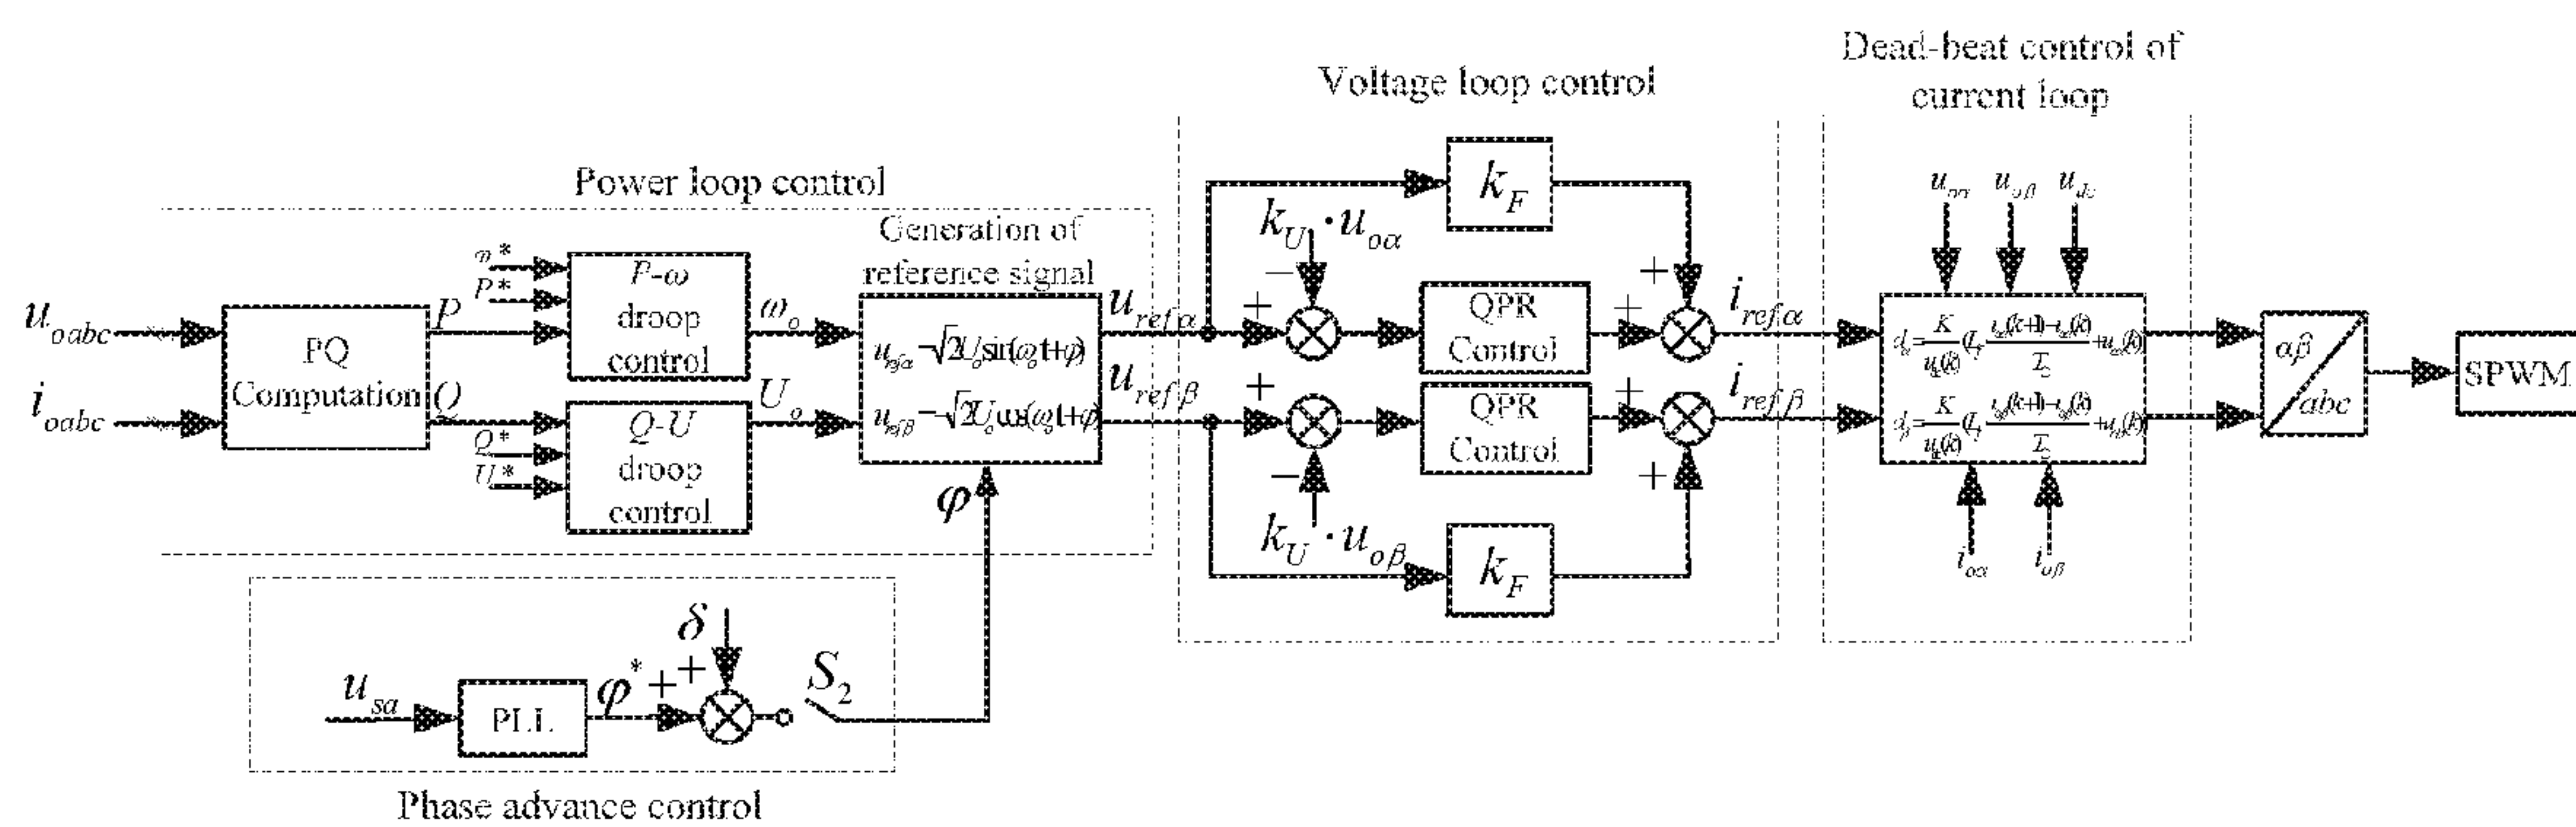 Dead-beat control of
current loop
Voltage loop control
Power loop control
Generation of
reference signal
u_oabc
i_oabc
PQ
Computation
P
Q
P*
P-ω
droop
control
Q*
U*
Q-U
droop
control
ω_o
U_o
φ
u_refα
u_refβ
k_U · u_oα
k_U · u_oβ
k_F
k_F
+
−
+
−
QPR
Control
QPR
Control
+
+
+
+
i_refα
i_refβ
u_oβ
u_dc
i_oα
i_oβ
αβ
abc
SPWM
u_sa
PLL
φ*
+
+
δ
S_2
Phase advance control